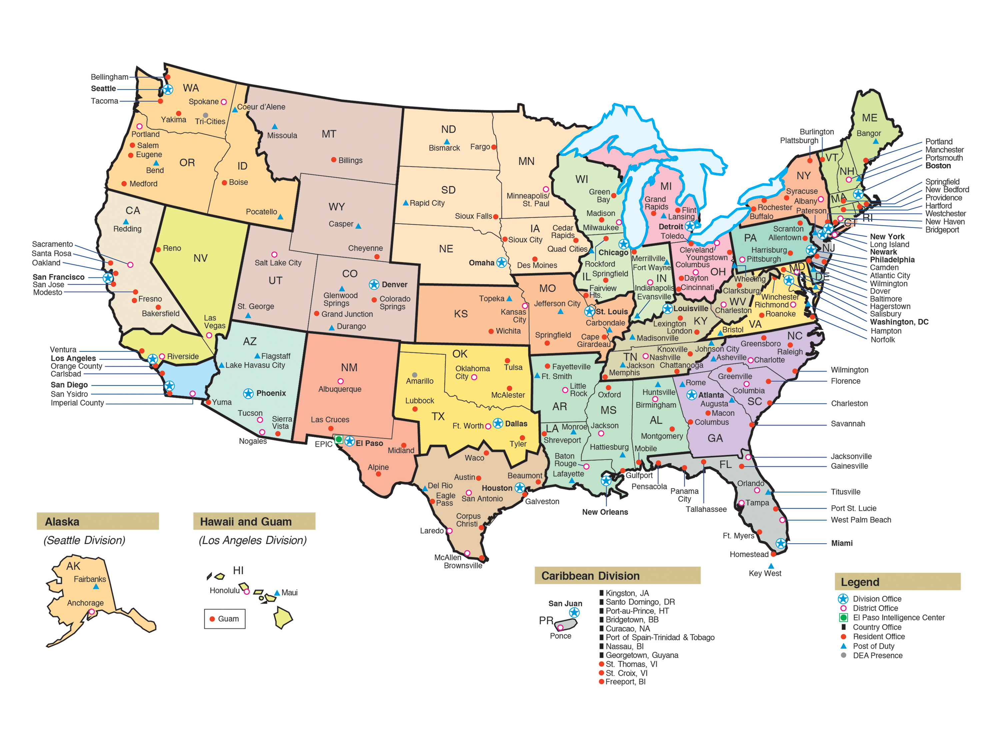 Bellingham
Seattle
Tacoma
WA
Spokane
Yakima
Tri-Cities
Coeur d’Alene
Portland
Salem
Eugene
Bend
OR
Medford
ID
Boise
Pocatello
Missoula
MT
Billings
WY
Casper
Cheyenne
ND
Bismarck
Fargo
SD
Rapid City
Sioux Falls
NE
Omaha
MN
Minneapolis/
St. Paul
IA
Cedar
Rapids
Sioux City
Quad Cities
Des Moines
WI
Green
Bay
Madison
Milwaukee
MI
Grand
Rapids
Flint
Lansing
Detroit
Toledo
Chicago
Rockford
IL
Springfield
Fairview
Hts.
Merrillville
Fort Wayne
IN
Indianapolis
Evansville
Cleveland
Youngstown
Columbus
OH
Dayton
Cincinnati
CA
Redding
Sacramento
Santa Rosa
Oakland
San Francisco
San Jose
Modesto
Fresno
Bakersfield
Reno
NV
Las
Vegas
Ventura
Los Angeles
Orange County
Carlsbad
San Diego
San Ysidro
Imperial County
Riverside
Salt Lake City
UT
St. George
CO
Denver
Glenwood
Springs
Colorado
Springs
Grand Junction
Durango
AZ
Flagstaff
Lake Havasu City
Phoenix
Yuma
Tucson
Sierra
Vista
Nogales
NM
Albuquerque
Las Cruces
EPIC
El Paso
Midland
Alpine
KS
Topeka
Kansas
City
Wichita
MO
Jefferson City
St. Louis
Carbondale
Springfield
Cape
Girardeau
OK
Oklahoma
City
Tulsa
McAlester
Amarillo
Lubbock
TX
Ft. Worth
Dallas
Tyler
Waco
Austin
Beaumont
Houston
Del Rio
Eagle
Pass
San Antonio
Galveston
Corpus
Christi
Laredo
McAllen
Brownsville
Fayetteville
Ft. Smith
Little
Rock
AR
LA
Monroe
Shreveport
Baton
Rouge
Lafayette
New Orleans
Oxford
MS
Jackson
Hattiesburg
Gulfport
Huntsville
Birmingham
AL
Montgomery
Mobile
Louisville
Lexington
KY
London
Madisonville
TN
Nashville
Knoxville
Jackson
Chattanooga
Memphis
Johnson City
Wheeling
Clarksburg
WV
Charleston
Winchester
Richmond
Roanoke
VA
Bristol
NC
Greensboro
Raleigh
Asheville
Charlotte
Greenville
Columbia
SC
Rome
Atlanta
Augusta
Macon
Columbus
GA
Wilmington
Florence
Charleston
Savannah
Jacksonville
Gainesville
FL
Pensacola
Panama
City
Tallahassee
Orlando
Tampa
Titusville
Port St. Lucie
West Palm Beach
Ft. Myers
Miami
Homestead
Key West
ME
Bangor
Burlington
Plattsburgh
VT
NH
NY
Syracuse
Albany
Rochester
Buffalo
Paterson
MA
CT
RI
PA
Scranton
Allentown
Harrisburg
Pittsburgh
NJ
MD
DE
Portland
Manchester
Portsmouth
Boston
Springfield
New Bedford
Providence
Hartford
Westchester
New Haven
Bridgeport
New York
Long Island
Newark
Philadelphia
Camden
Atlantic City
Wilmington
Dover
Baltimore
Hagerstown
Salisbury
Washington, DC
Hampton
Norfolk
Alaska
(Seattle Division)
AK
Fairbanks
Anchorage
Hawaii and Guam
(Los Angeles Division)
HI
Honolulu
Maui
Guam
Caribbean Division
San Juan
PR
Ponce
Kingston, JA
Santo Domingo, DR
Port-au-Prince, HT
Bridgetown, BB
Curacao, NA
Port of Spain-Trinidad & Tobago
Nassau, BI
Georgetown, Guyana
St. Thomas, VI
St. Croix, VI
Freeport, BI
Legend
Division Office
District Office
El Paso Intelligence Center
Country Office
Resident Office
Post of Duty
DEA Presence